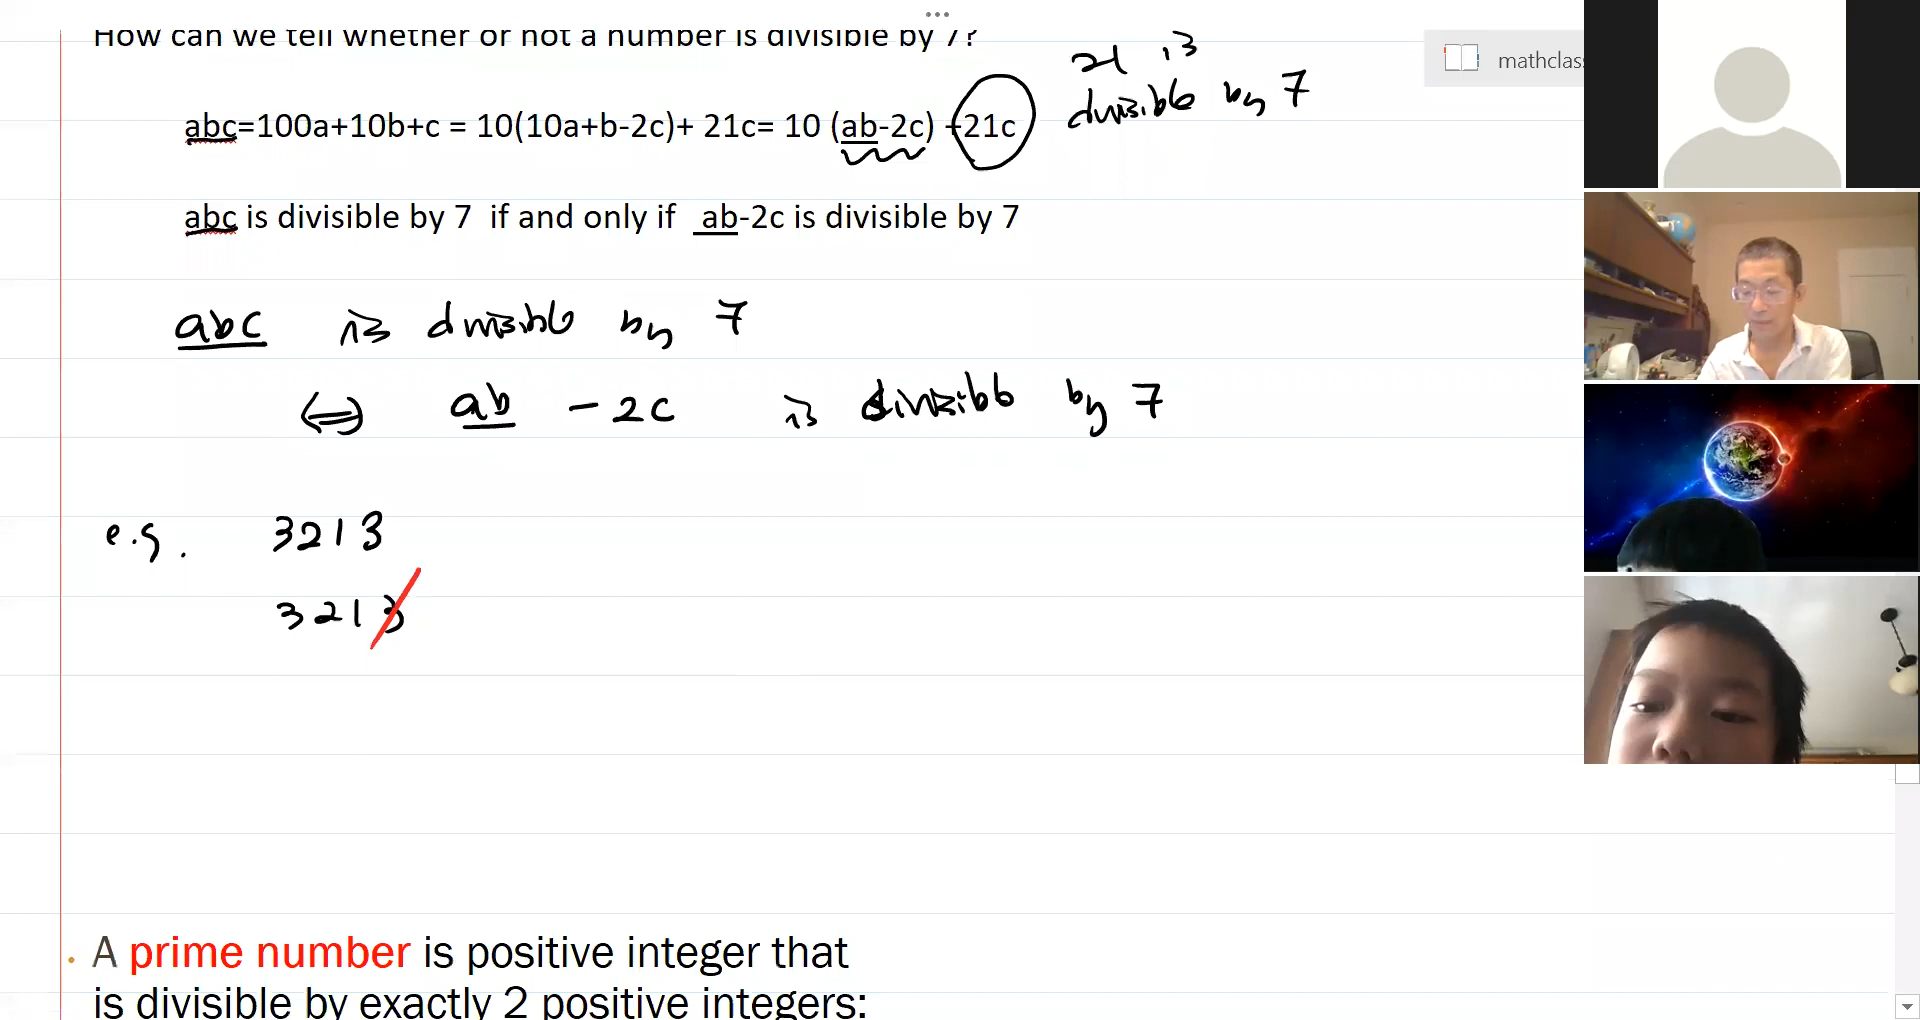 How can we tell whether or not a number is divisible by 7?
21 is
divisible by 7
mathclass
abc=100a+10b+c = 10(10a+b-2c)+ 21c= 10 (ab-2c) +21c
abc is divisible by 7 if and only if ab-2c is divisible by 7
abc is divisible by 7
⇔ ab - 2c is divisible by 7
e.g. 3213
3213
• A prime number is positive integer that
is divisible by exactly 2 positive integers: